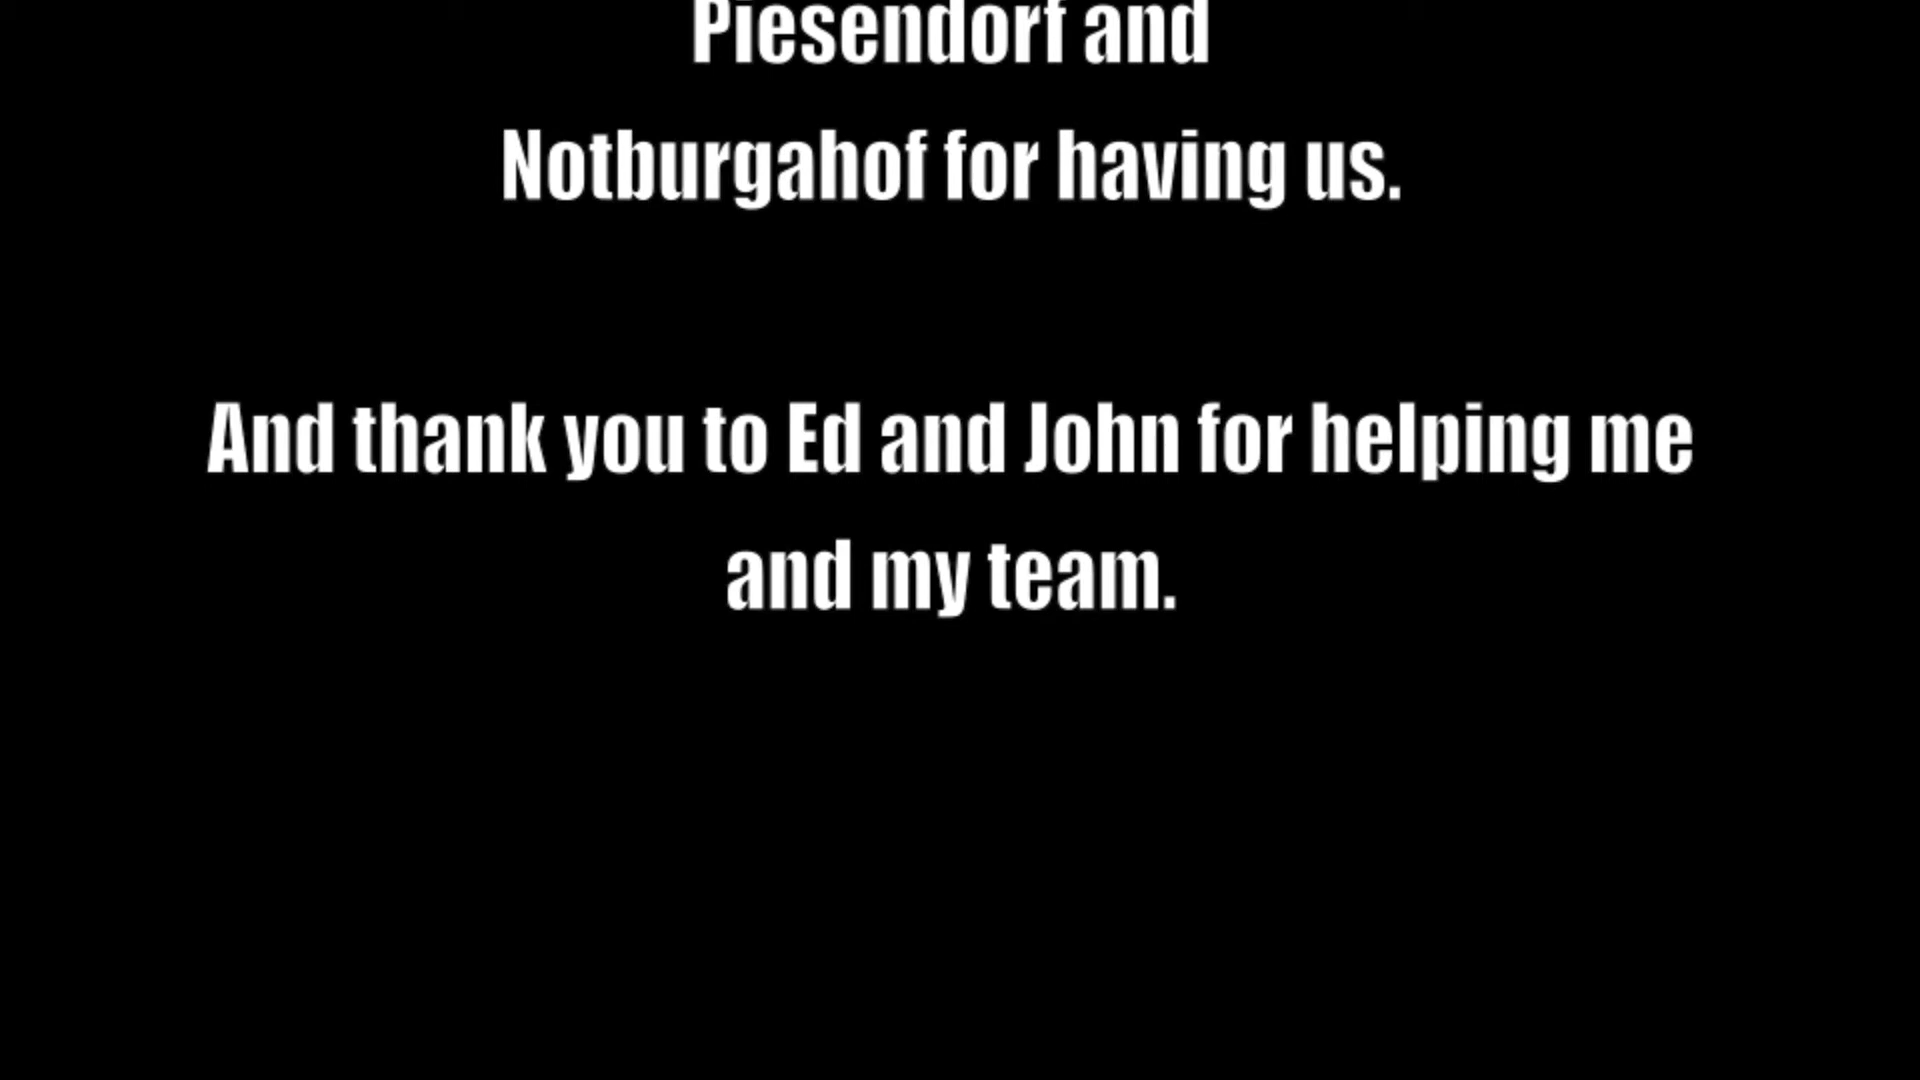 Piesendorf and
Notburgahof for having us.
And thank you to Ed and John for helping me
and my team.